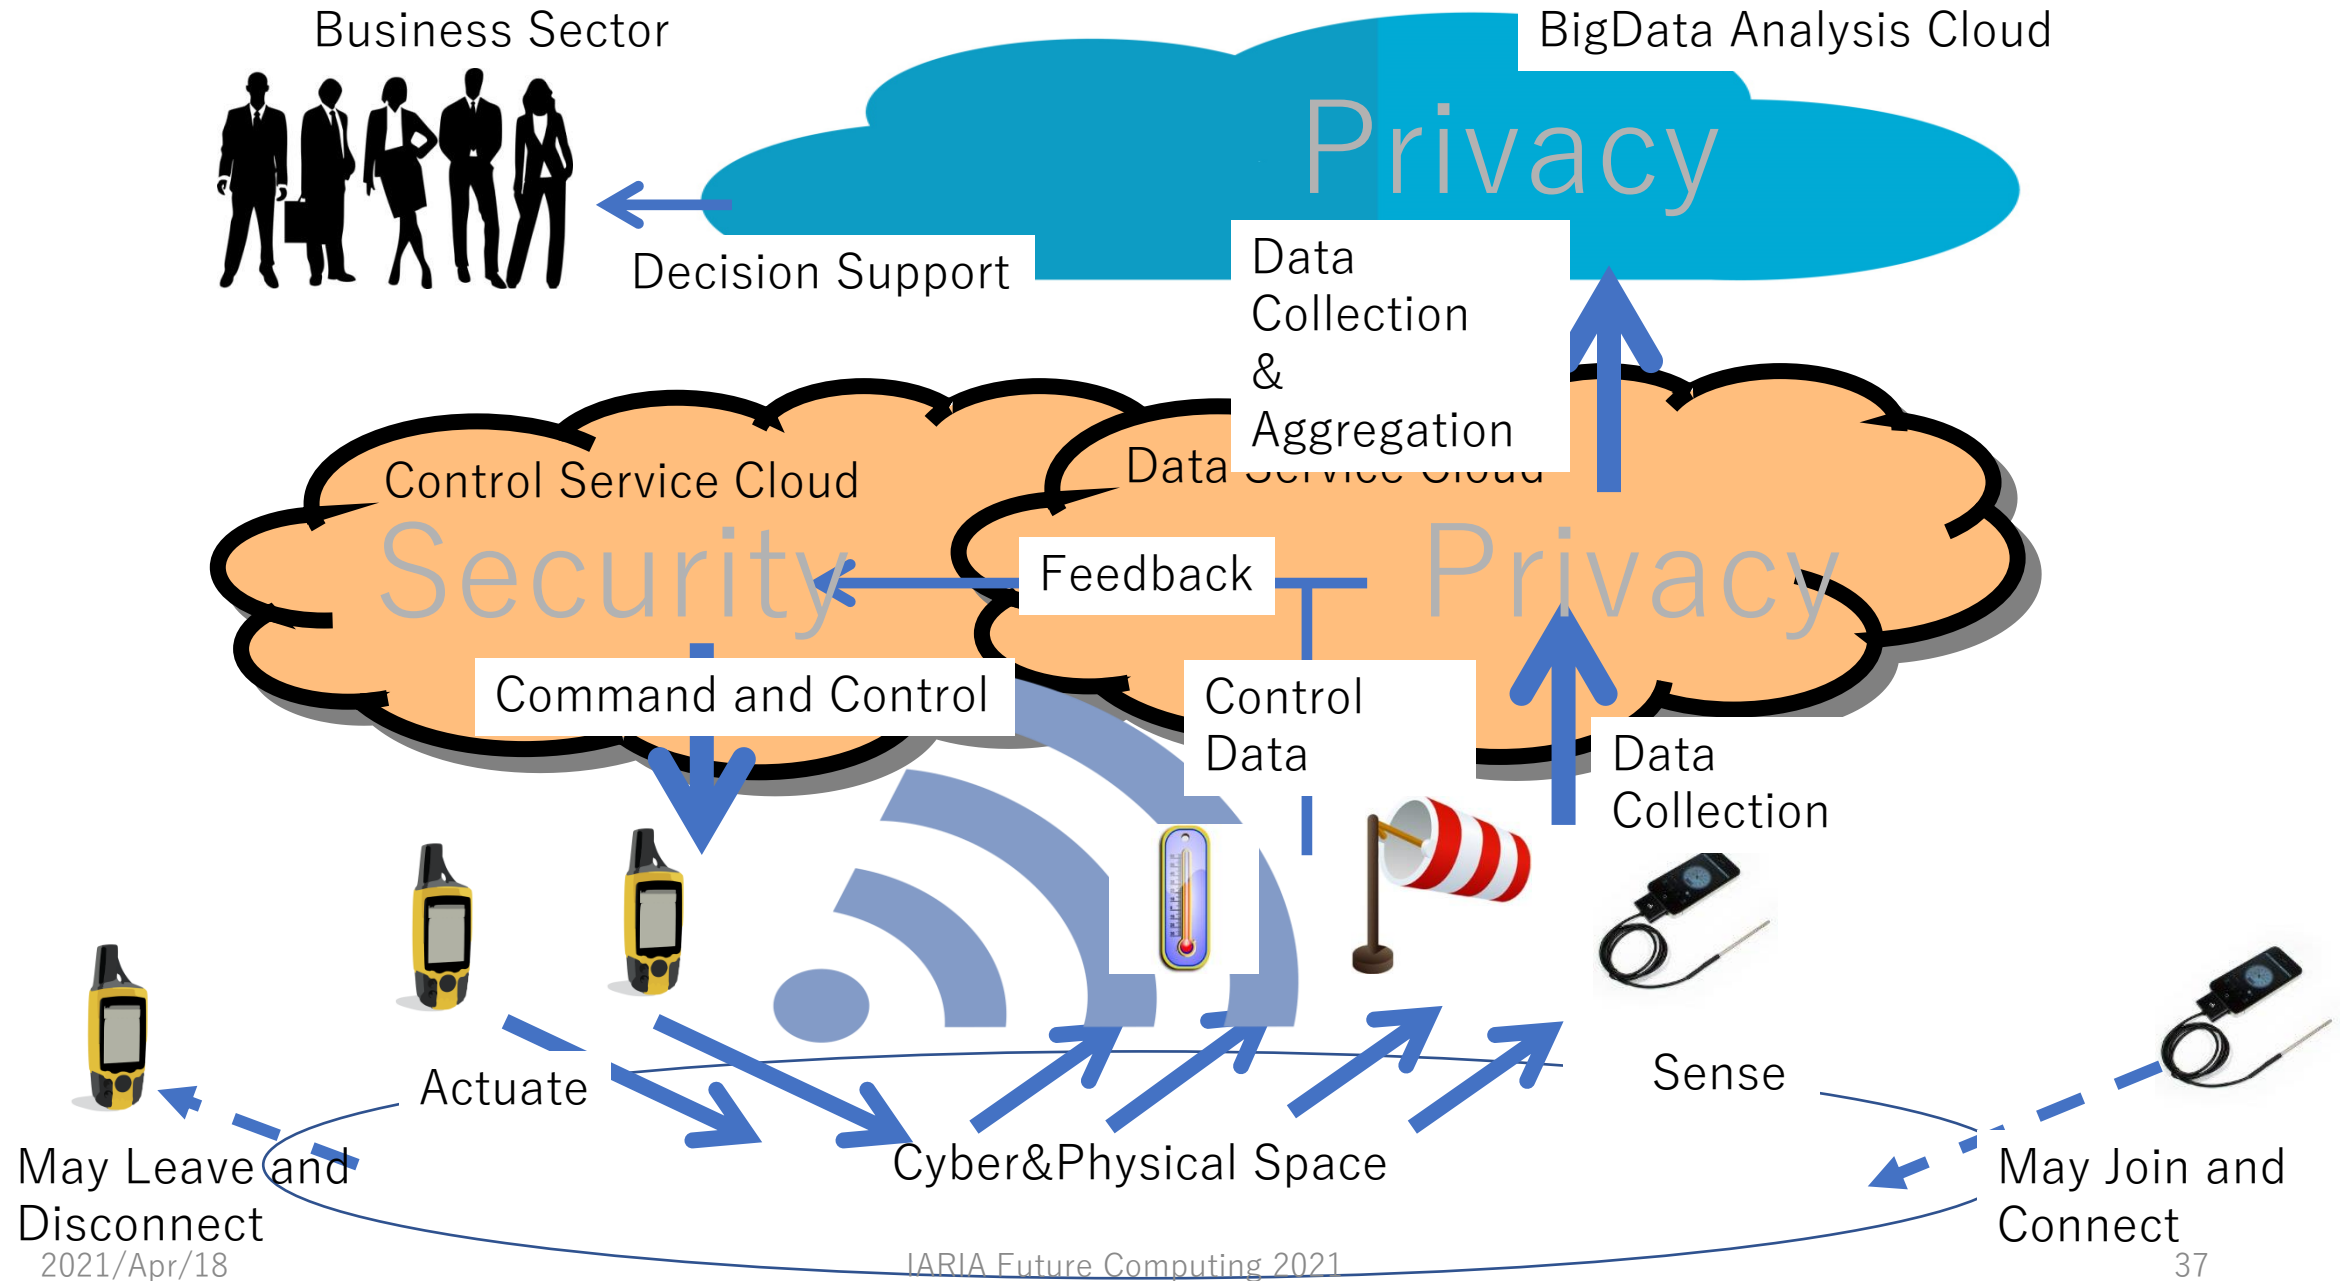 Business Sector
BigData Analysis Cloud
Privacy
Decision Support
Data
Collection
&
Aggregation
Control Service Cloud
Data Service Cloud
Security
Feedback
Privacy
Command and Control
Control
Data
Data
Collection
Actuate
Sense
Cyber&Physical Space
May Leave and
Disconnect
May Join and
Connect
2021/Apr/18
IARIA Future Computing 2021
37